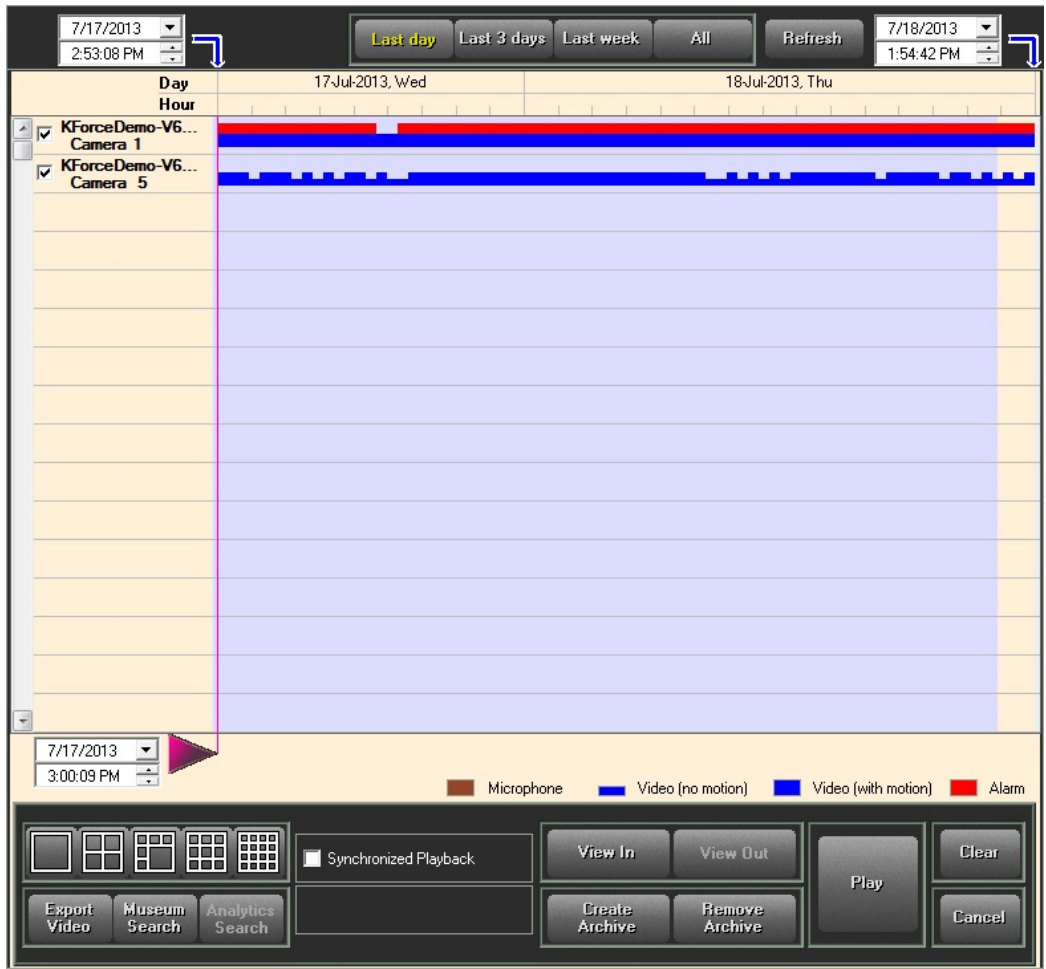 7/17/2013
2:53:08 PM
Last day Last 3 days Last week All Refresh
7/18/2013
1:54:42 PM
Day 17-Jul-2013, Wed 18-Jul-2013, Thu
Hour
KForceDemo-V6...
Camera 1
KForceDemo-V6...
Camera 5
7/17/2013
3:00:09 PM
Microphone Video (no motion) Video (with motion) Alarm
Synchronized Playback
View In View Out
Play
Clear
Export Video
Museum Search
Analytics Search
Create Archive
Remove Archive
Cancel